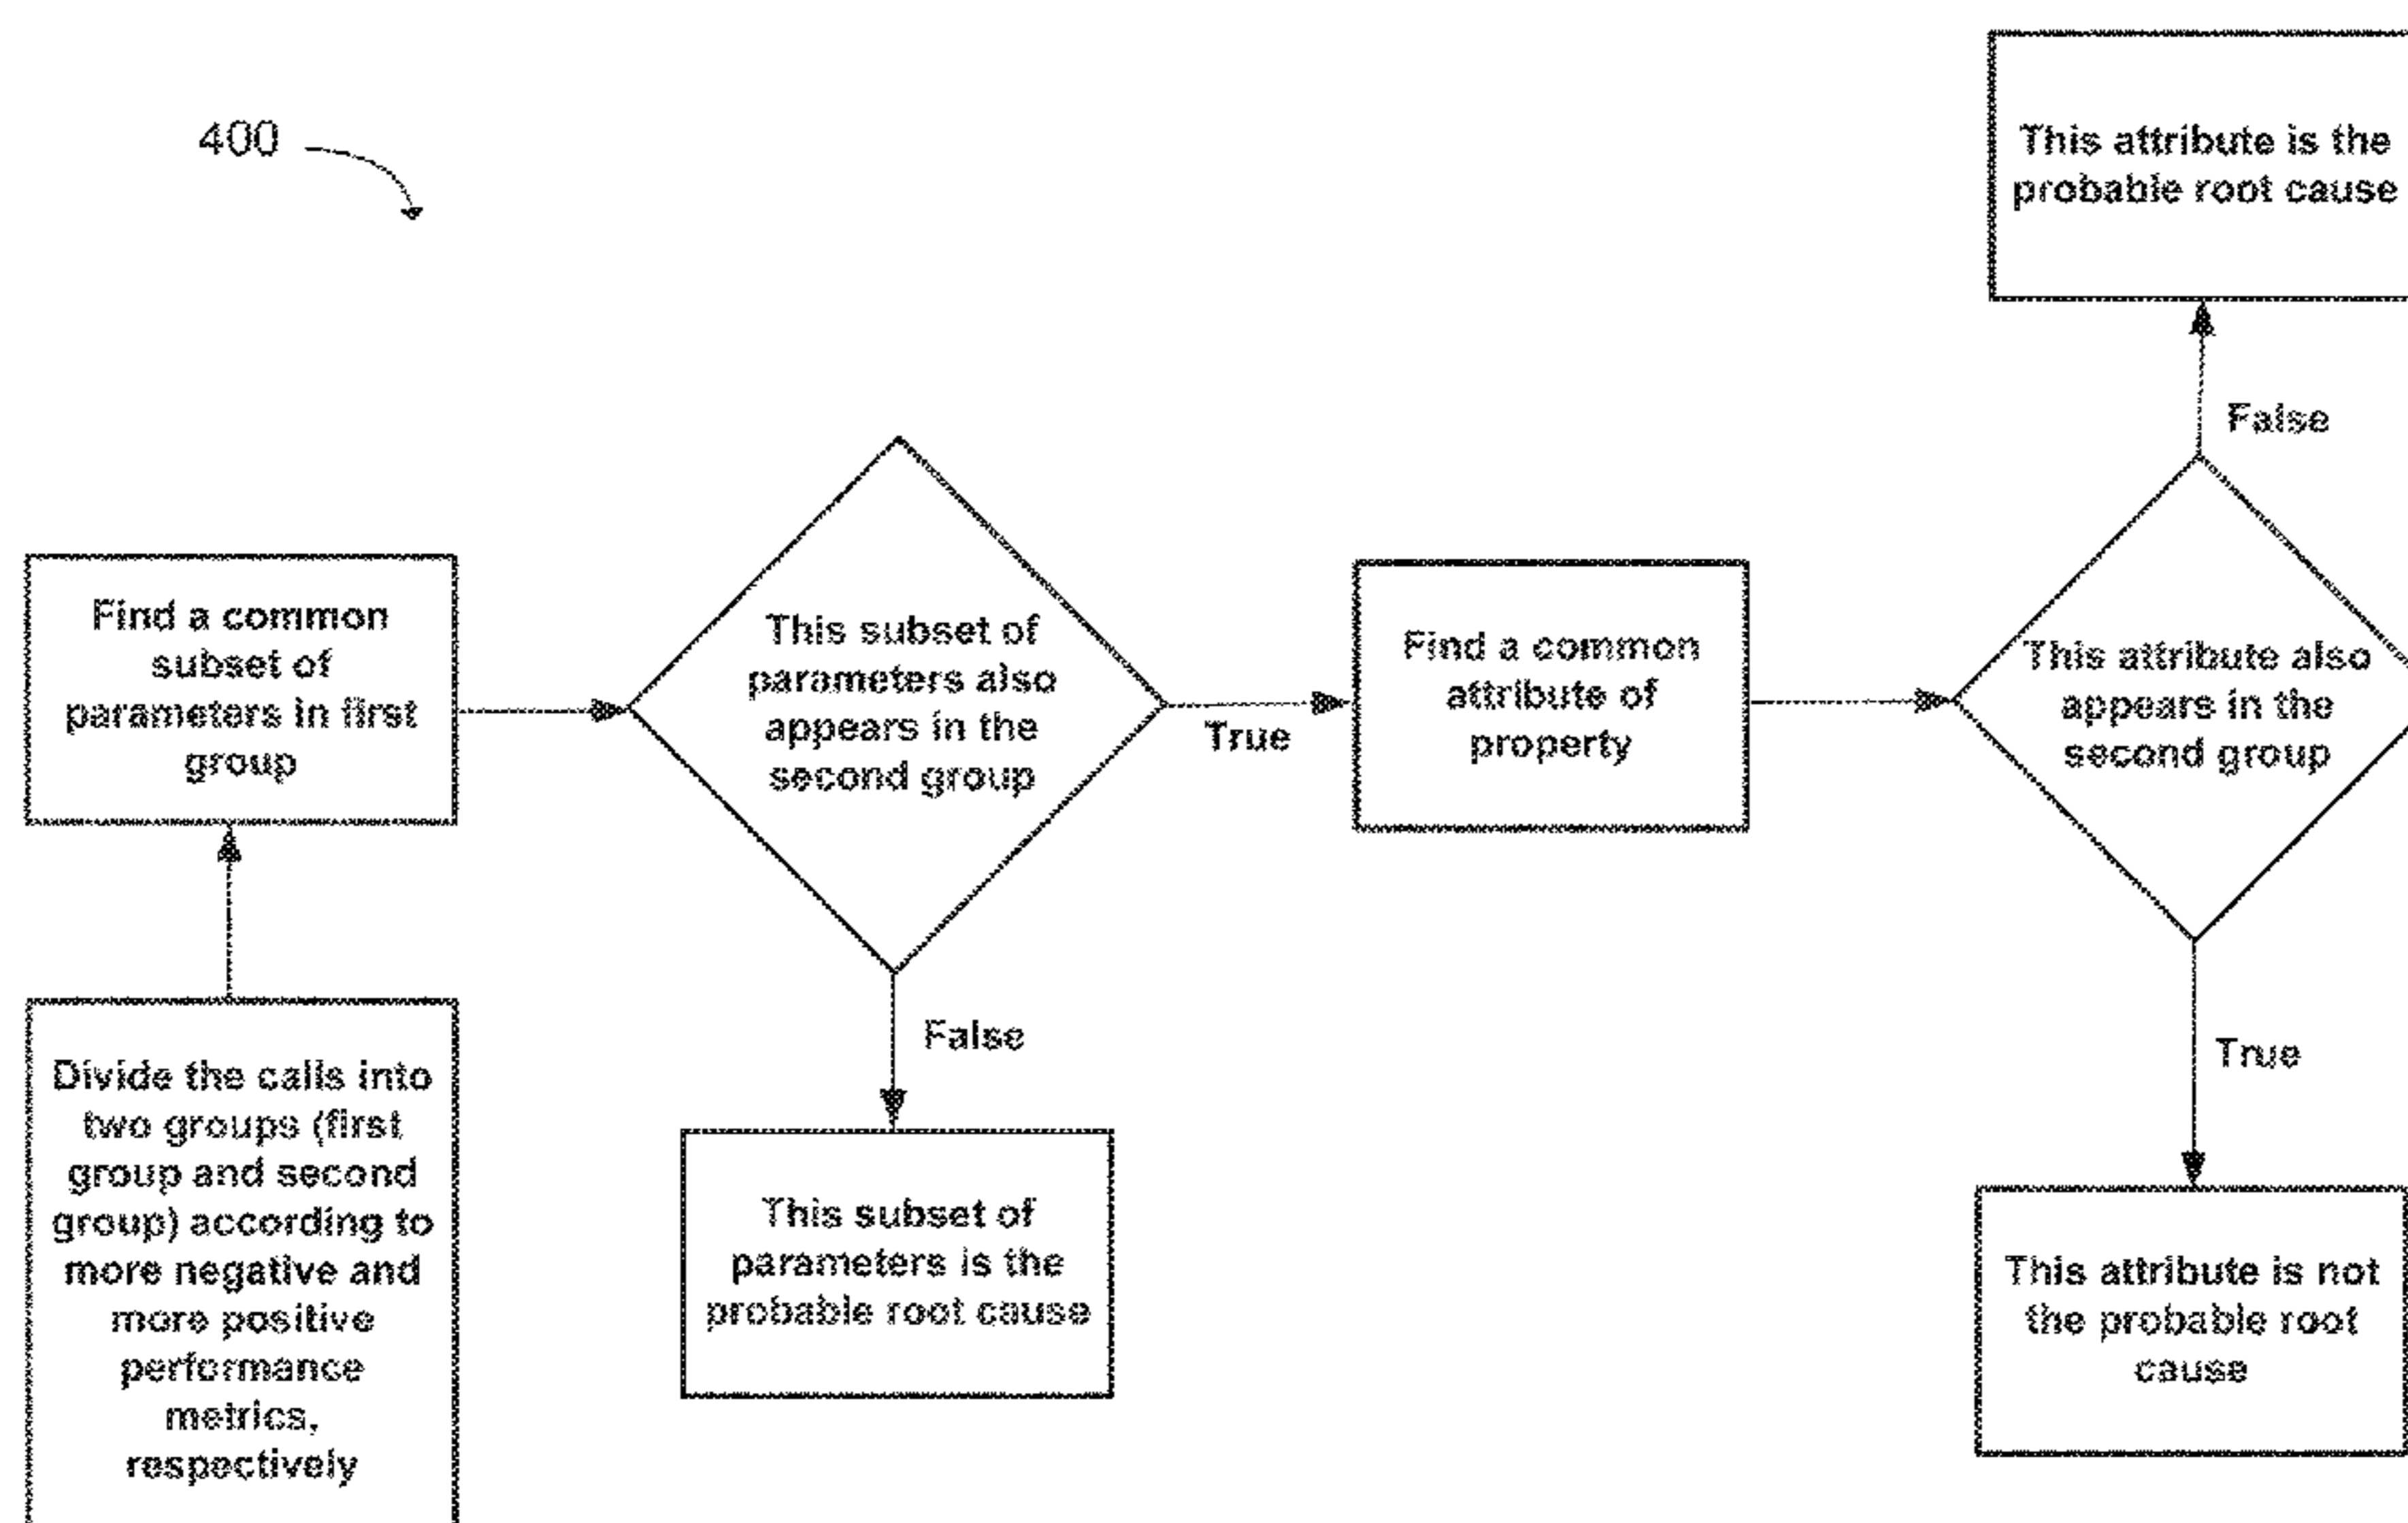 400
This attribute is the
probable root cause
False
Find a common
subset of
parameters in first
group
This subset of
parameters also
appears in the
second group
True
Find a common
attribute of
property
This attribute also
appears in the
second group
False
True
Divide the calls into
two groups (first
group and second
group) according to
more negative and
more positive
performance
metrics,
respectively
This subset of
parameters is the
probable root cause
This attribute is not
the probable root
cause